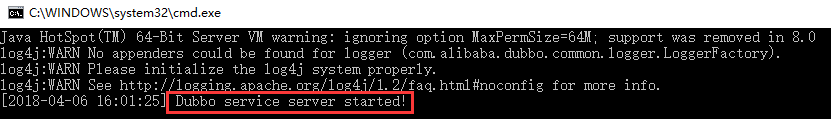 C:\WINDOWS\system32\cmd.exe
Java HotSpot(TM) 64-Bit Server VM warning: ignoring option MaxPermSize=64M; support was removed in 8.0
log4j:WARN No appenders could be found for logger (com.alibaba.dubbo.common.logger.LoggerFactory).
log4j:WARN Please initialize the log4j system properly.
log4j:WARN See http://logging.apache.org/log4j/1.2/faq.html#noconfig for more info.
[2018-04-06 16:01:25] Dubbo service server started!